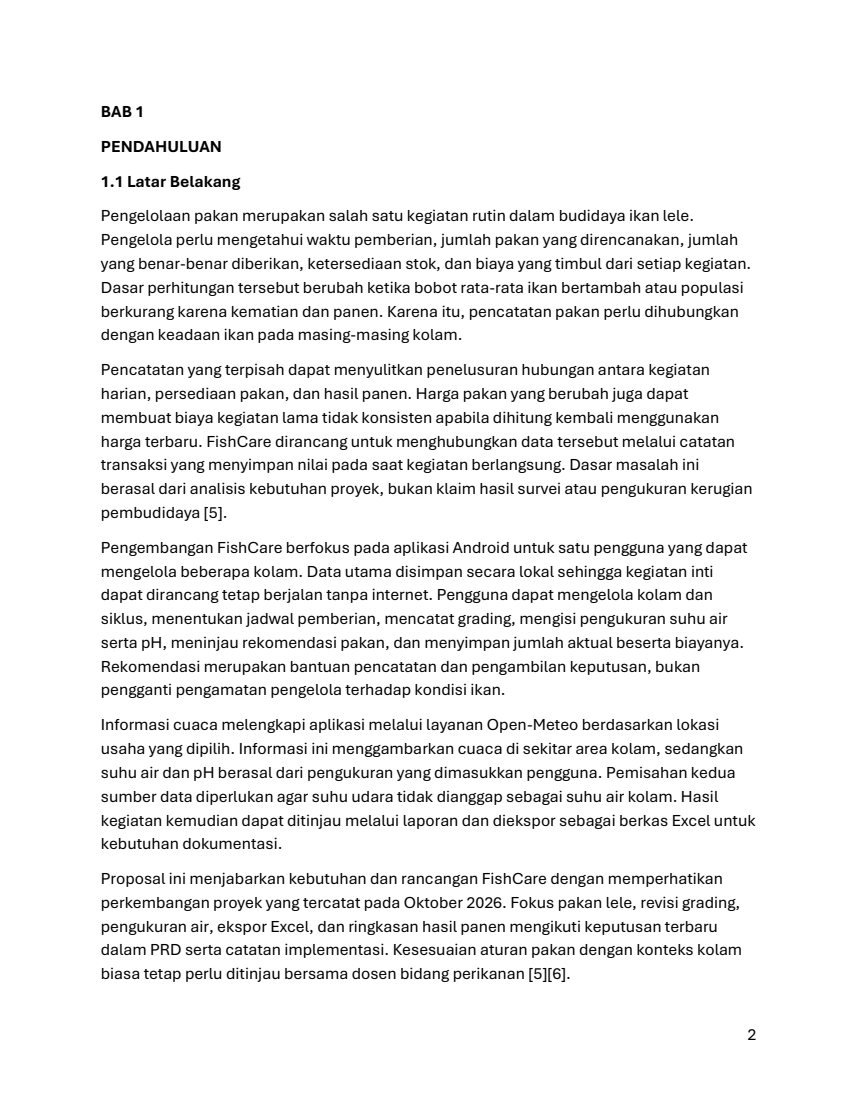 BAB 1
PENDAHULUAN
1.1 Latar Belakang
Pengelolaan pakan merupakan salah satu kegiatan rutin dalam budidaya ikan lele.
Pengelola perlu mengetahui waktu pemberian, jumlah pakan yang direncanakan, jumlah
yang benar-benar diberikan, ketersediaan stok, dan biaya yang timbul dari setiap kegiatan.
Dasar perhitungan tersebut berubah ketika bobot rata-rata ikan bertambah atau populasi
berkurang karena kematian dan panen. Karena itu, pencatatan pakan perlu dihubungkan
dengan keadaan ikan pada masing-masing kolam.
Pencatatan yang terpisah dapat menyulitkan penelusuran hubungan antara kegiatan
harian, persediaan pakan, dan hasil panen. Harga pakan yang berubah juga dapat
membuat biaya kegiatan lama tidak konsisten apabila dihitung kembali menggunakan
harga terbaru. FishCare dirancang untuk menghubungkan data tersebut melalui catatan
transaksi yang menyimpan nilai pada saat kegiatan berlangsung. Dasar masalah ini
berasal dari analisis kebutuhan proyek, bukan klaim hasil survei atau pengukuran kerugian
pembudidaya [5].
Pengembangan FishCare berfokus pada aplikasi Android untuk satu pengguna yang dapat
mengelola beberapa kolam. Data utama disimpan secara lokal sehingga kegiatan inti
dapat dirancang tetap berjalan tanpa internet. Pengguna dapat mengelola kolam dan
siklus, menentukan jadwal pemberian, mencatat grading, mengisi pengukuran suhu air
serta pH, meninjau rekomendasi pakan, dan menyimpan jumlah aktual beserta biayanya.
Rekomendasi merupakan bantuan pencatatan dan pengambilan keputusan, bukan
pengganti pengamatan pengelola terhadap kondisi ikan.
Informasi cuaca melengkapi aplikasi melalui layanan Open-Meteo berdasarkan lokasi
usaha yang dipilih. Informasi ini menggambarkan cuaca di sekitar area kolam, sedangkan
suhu air dan pH berasal dari pengukuran yang dimasukkan pengguna. Pemisahan kedua
sumber data diperlukan agar suhu udara tidak dianggap sebagai suhu air kolam. Hasil
kegiatan kemudian dapat ditinjau melalui laporan dan diekspor sebagai berkas Excel untuk
kebutuhan dokumentasi.
Proposal ini menjabarkan kebutuhan dan rancangan FishCare dengan memperhatikan
perkembangan proyek yang tercatat pada Oktober 2026. Fokus pakan lele, revisi grading,
pengukuran air, ekspor Excel, dan ringkasan hasil panen mengikuti keputusan terbaru
dalam PRD serta catatan implementasi. Kesesuaian aturan pakan dengan konteks kolam
biasa tetap perlu ditinjau bersama dosen bidang perikanan [5][6].
2